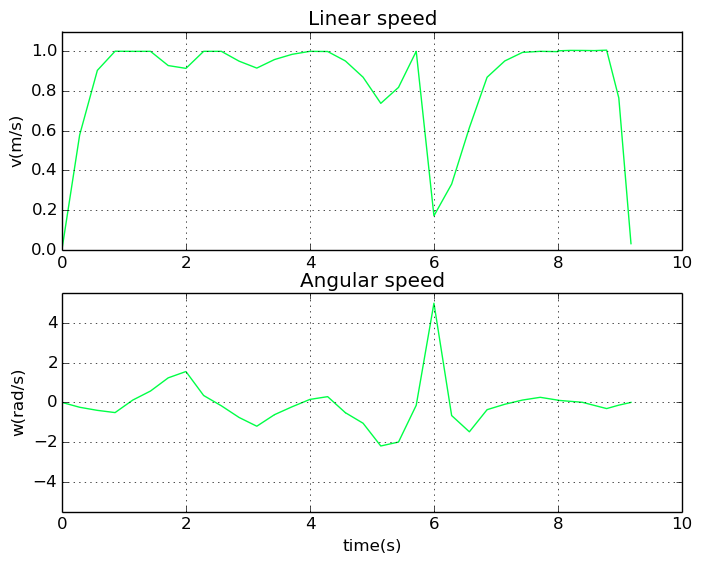 Linear speed
v(m/s)
1.0
0.8
0.6
0.4
0.2
0.0
0 2 4 6 8 10
Angular speed
w(rad/s)
4
2
0
−2
−4
0 2 4 6 8 10
time(s)